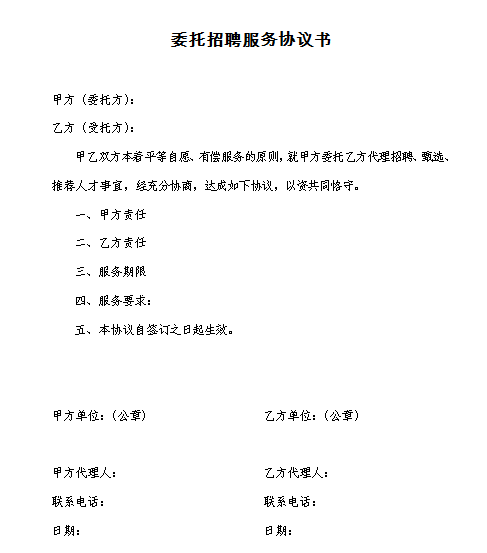 委托招聘服务协议书
甲方（委托方）：
乙方（受托方）：
甲乙双方本着平等自愿、有偿服务的原则，就甲方委托乙方代理招聘、甄选、
推荐人才事宜，经充分协商，达成如下协议，以资共同恪守。
一、甲方责任
二、乙方责任
三、服务期限
四、服务要求：
五、本协议自签订之日起生效。
甲方单位：（公章） 乙方单位：（公章）
甲方代理人： 乙方代理人：
联系电话： 联系电话：
日期： 日期：